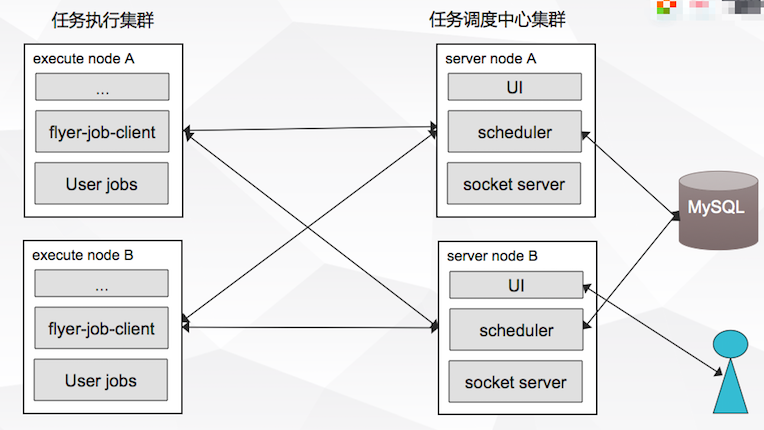 任务执行集群
任务调度中心集群
execute node A
...
flyer-job-client
User jobs
server node A
UI
scheduler
socket server
MySQL
execute node B
...
flyer-job-client
User jobs
server node B
UI
scheduler
socket server